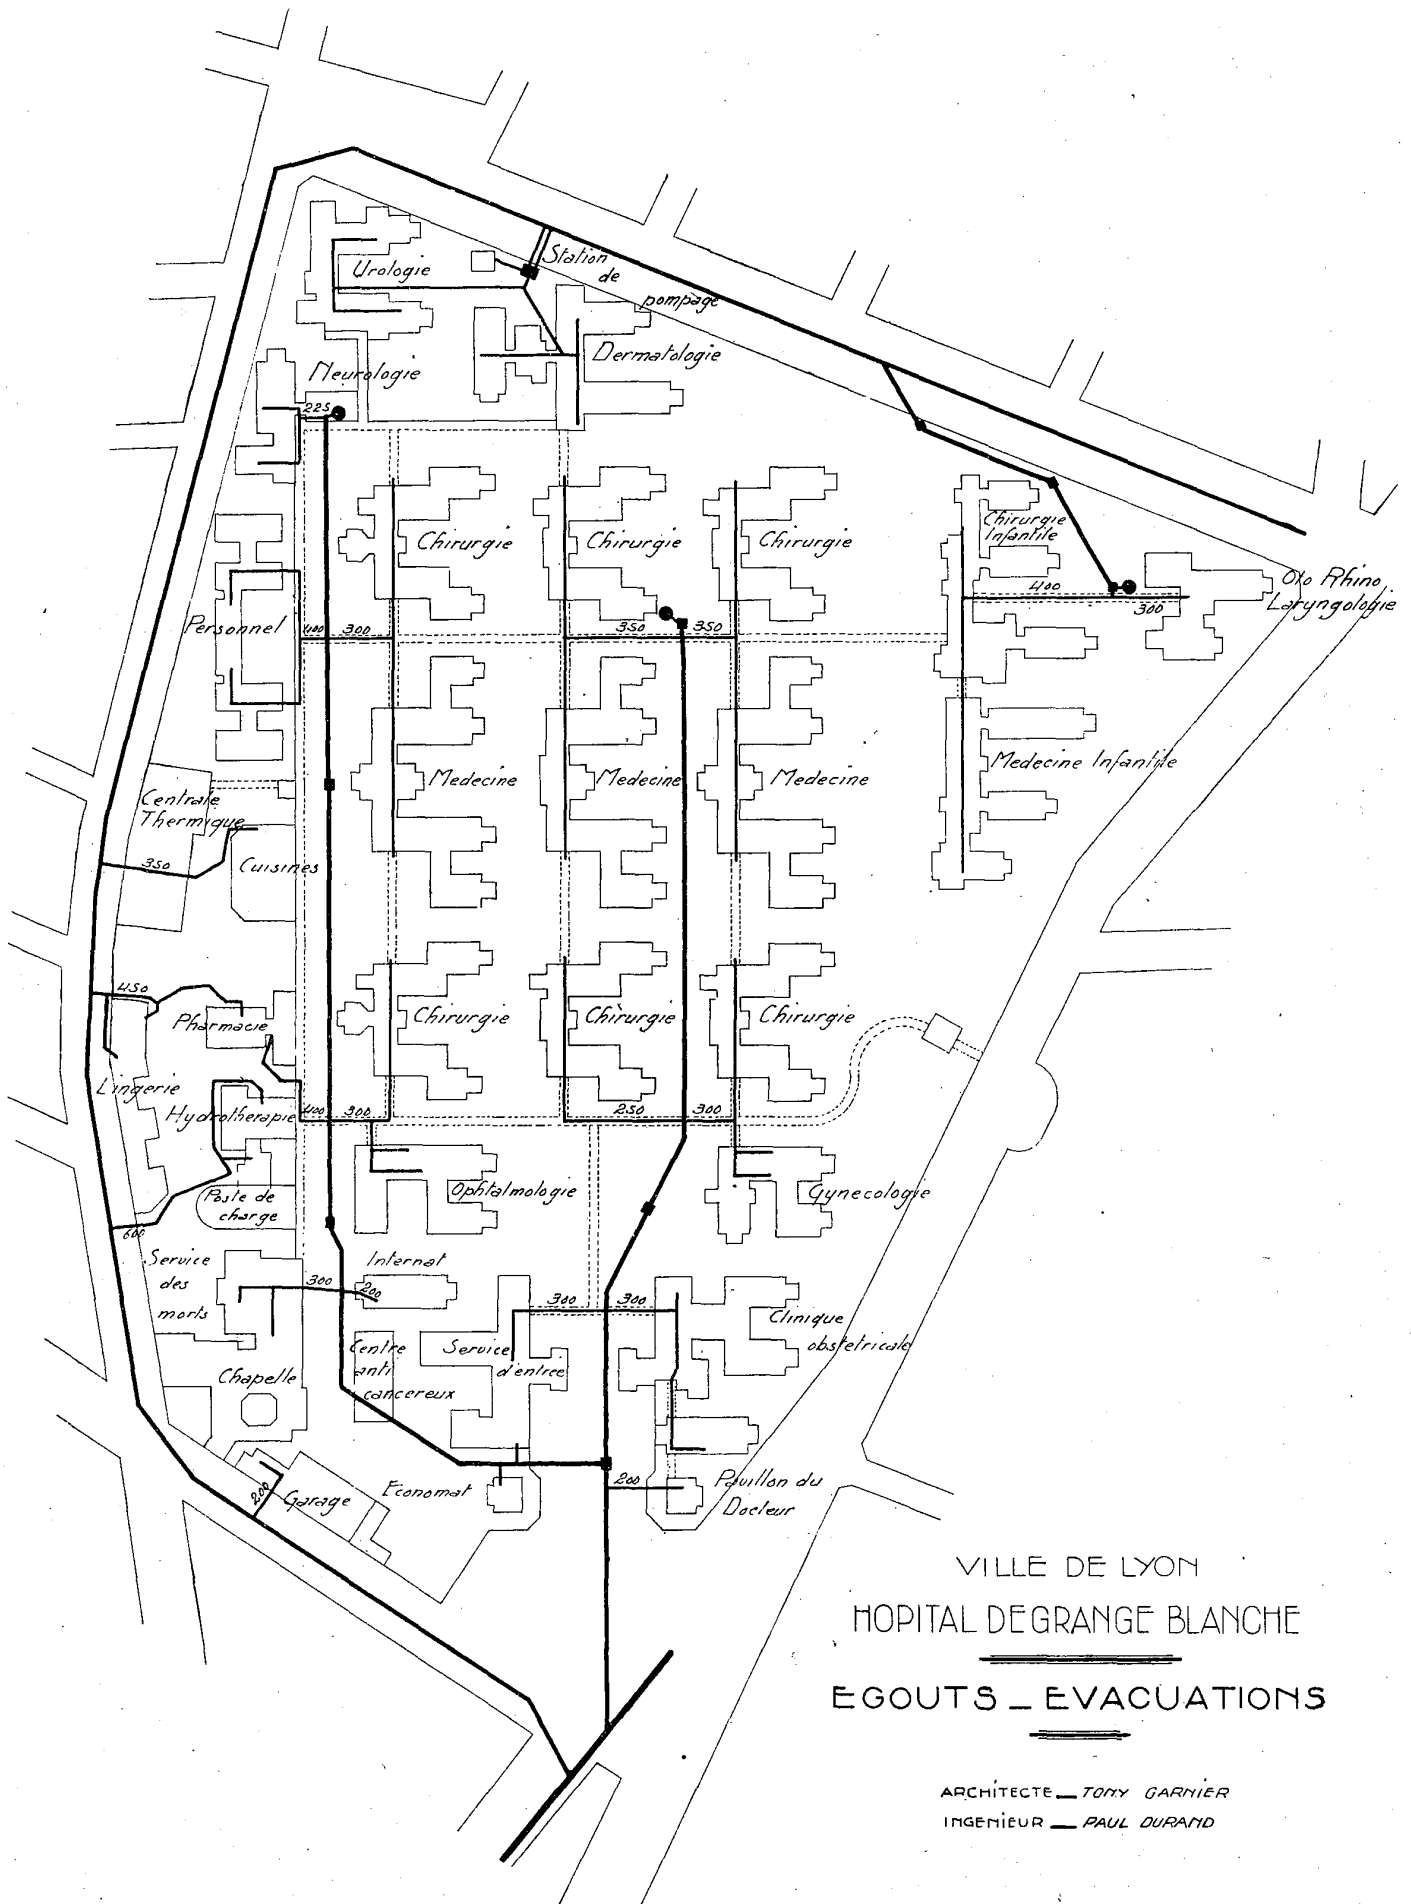 Urologie
Station
de
pompage
Dermatologie
Neurologie
225
Chirurgie
Chirurgie
Chirurgie
Chirurgie
Infantile
400
300
Oto Rhino
Laryngologie
Personnel
400
300
350
350
Medecine
Medecine
Medecine
Medecine Infantile
Centrale
Thermique
350
Cuisines
450
Pharmacie
Chirurgie
Chirurgie
Chirurgie
Lingerie
Hydrotherapie
400
300
250
300
Ophtalmologie
Gynecologie
Poste de
charge
600
Service
des
morts
300
Internat
200
300
300
Clinique
obstetricale
Service
d'entrée
Centre
anti
cancereux
Chapelle
200
Garage
Economat
200
Pavillon du
Docteur
VILLE DE LYON
HOPITAL DEGRANGE BLANCHE
EGOUTS _ EVACUATIONS
ARCHITECTE _ TONY GARNIER
INGENIEUR _ PAUL DURAND